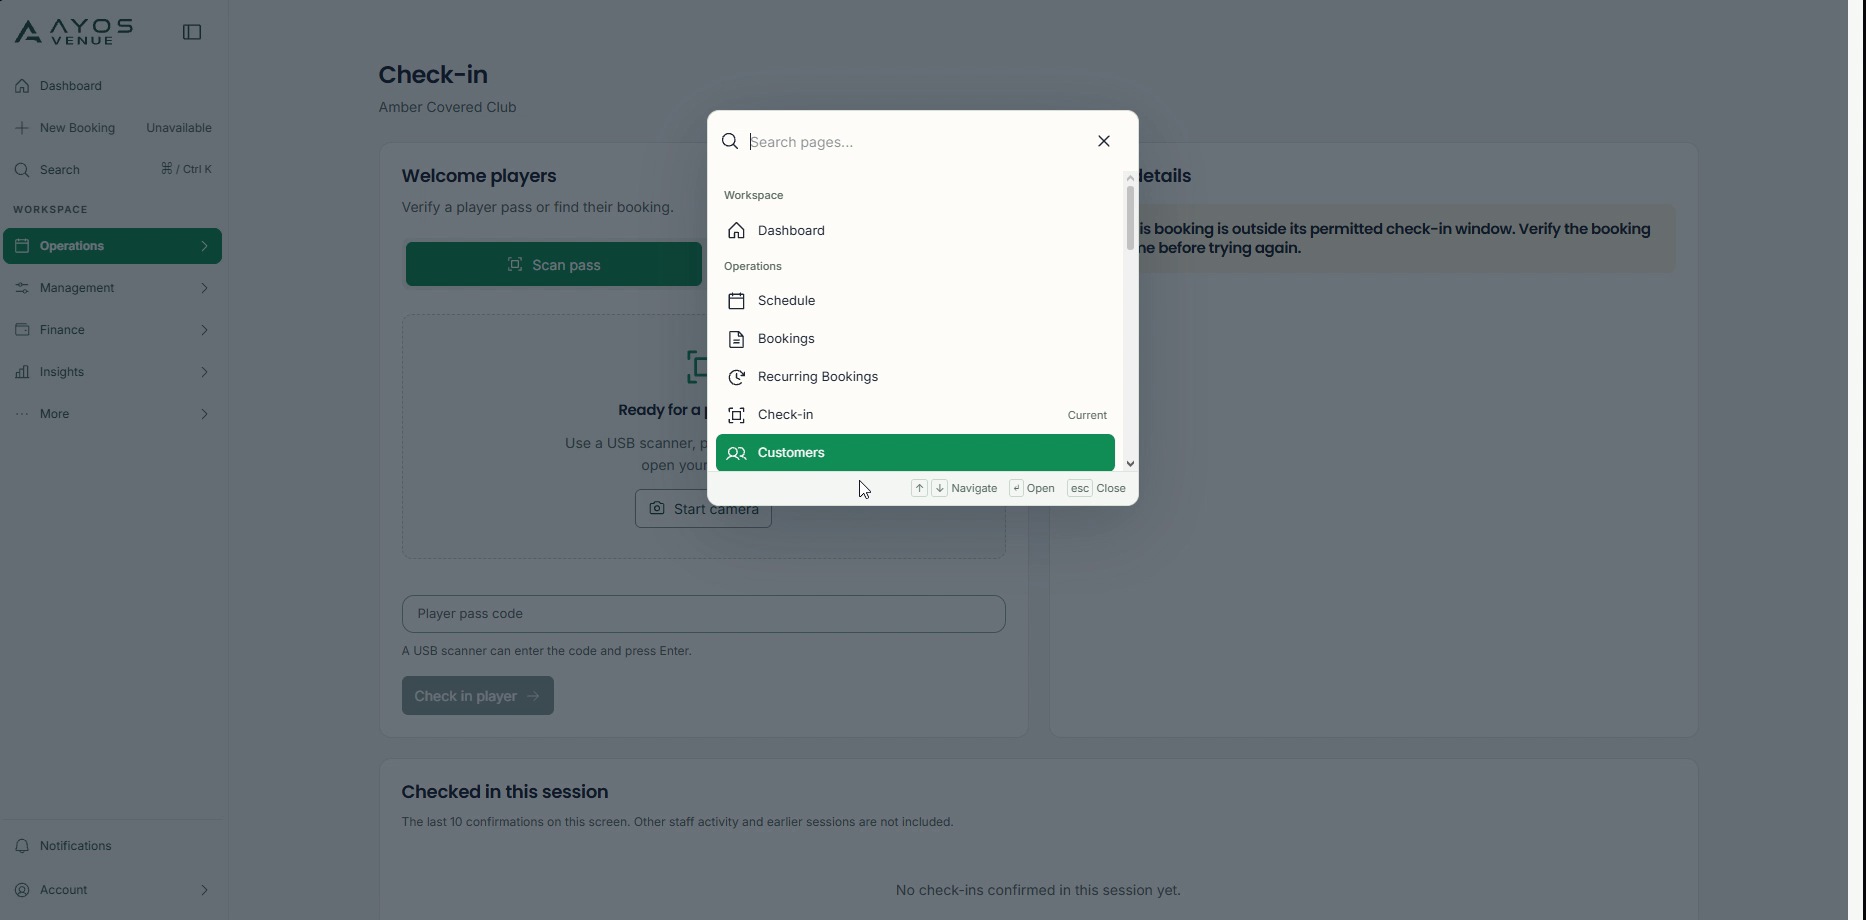 AYOS
VENUE
Dashboard
New Booking Unavailable
Search ⌘ / Ctrl K
WORKSPACE
Operations
Management
Finance
Insights
More
Notifications
Account
Check-in
Amber Covered Club
Welcome players
Verify a player pass or find their booking.
Scan pass
Ready for a
Use a USB scanner,
open your
Start camera
Player pass code
A USB scanner can enter the code and press Enter.
Check in player →
details
is booking is outside its permitted check-in window. Verify the booking
me before trying again.
Checked in this session
The last 10 confirmations on this screen. Other staff activity and earlier sessions are not included.
No check-ins confirmed in this session yet.
Search pages...
Workspace
Dashboard
Operations
Schedule
Bookings
Recurring Bookings
Check-in Current
Customers
↑ ↓ Navigate ↵ Open esc Close